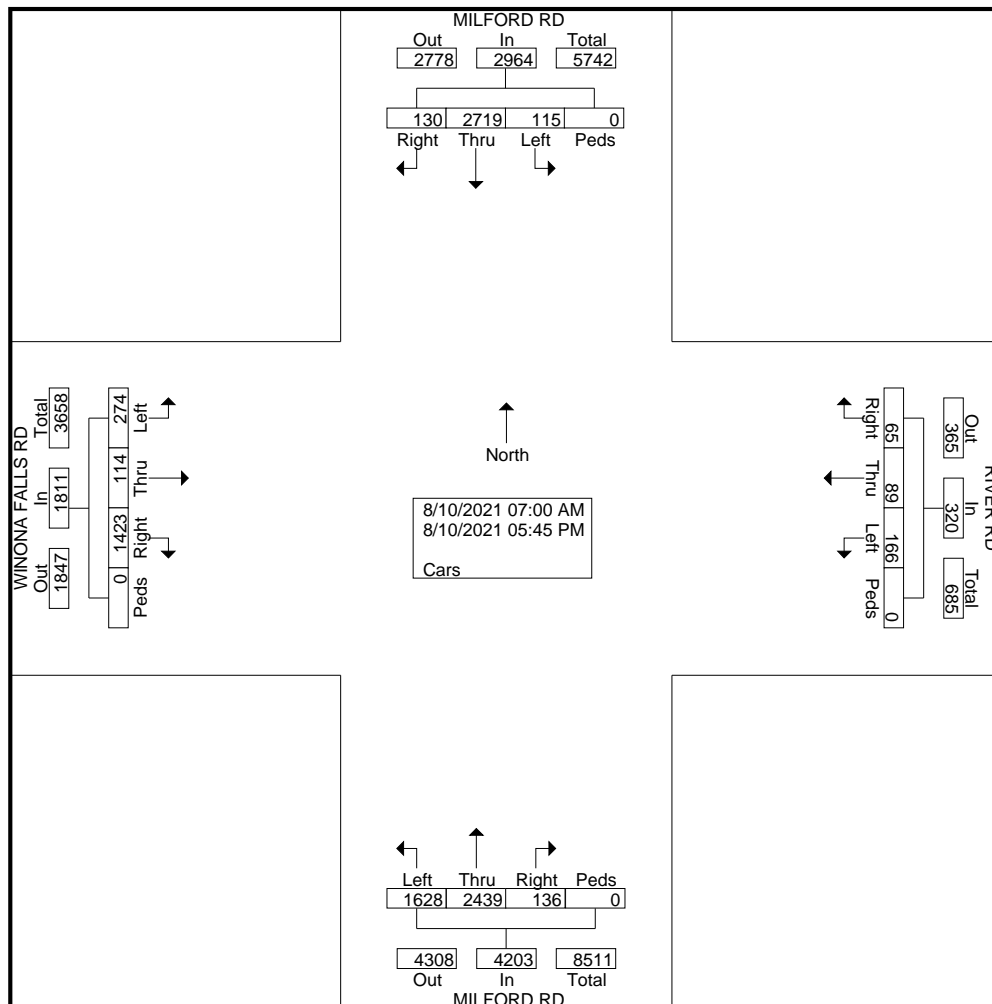 MILFORD RD
Out In Total
2778 2964 5742
130 2719 115 0
Right Thru Left Peds
WINONA FALLS RD
Total In Out
3658 1811 1847
274 114 1423 0
Left Thru Right Peds
North
8/10/2021 07:00 AM
8/10/2021 05:45 PM
Cars
Right Thru Left Peds
65 89 166 0
Out In Total
365 320 685
RIVER RD
Left Thru Right Peds
1628 2439 136 0
4308 4203 8511
Out In Total
MILFORD RD